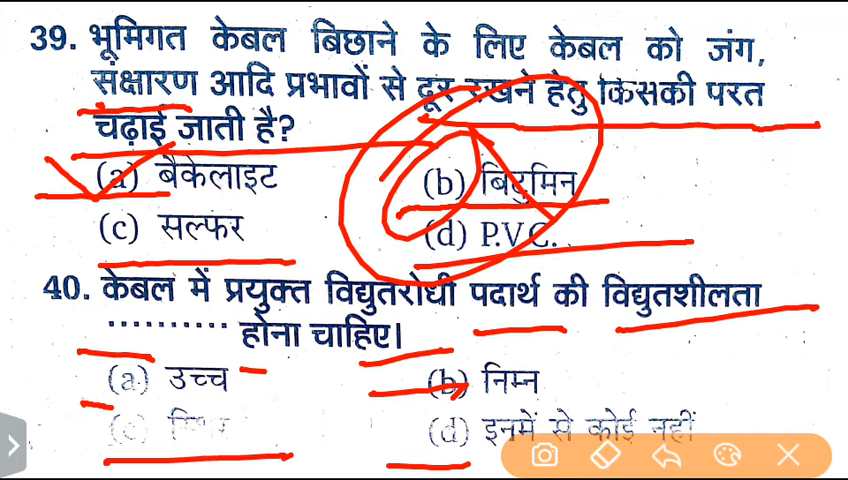 39. भूमिगत केबल बिछाने के लिए केबल को जंग,
संक्षारण आदि प्रभावों से दूर रखने हेतु किसकी परत
चढ़ाई जाती है?
(a) बैकेलाइट (b) बिटुमिन
(c) सल्फर (d) P.V.C.
40. केबल में प्रयुक्त विद्युतरोधी पदार्थ की विद्युतशीलता
........... होना चाहिए।
(a) उच्च (b) निम्न
(c) (d) इनमें से कोई नहीं